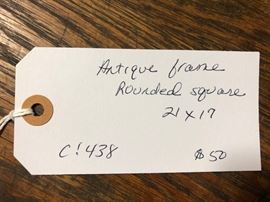 Antique frame
Rounded square
21 x 17
C! 438 $50